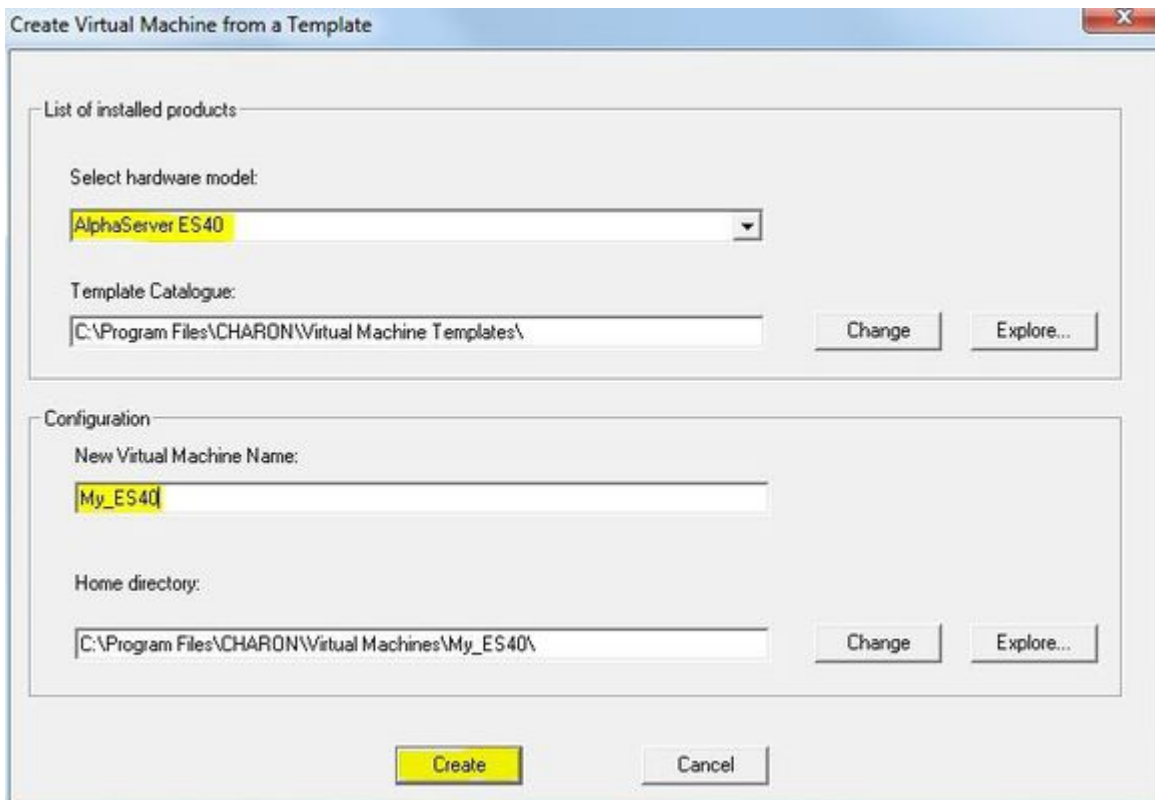 Create Virtual Machine from a Template
x
List of installed products
Select hardware model:
AlphaServer ES40
Template Catalogue:
C:\Program Files\CHARON\Virtual Machine Templates\
Change
Explore...
Configuration
New Virtual Machine Name:
My_ES40
Home directory:
C:\Program Files\CHARON\Virtual Machines\My_ES40\
Change
Explore...
Create
Cancel